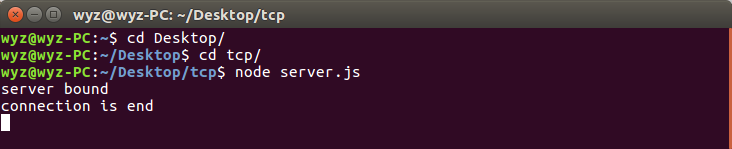 wyz@wyz-PC: ~/Desktop/tcp
wyz@wyz-PC:~$ cd Desktop/
wyz@wyz-PC:~/Desktop$ cd tcp/
wyz@wyz-PC:~/Desktop/tcp$ node server.js
server bound
connection is end